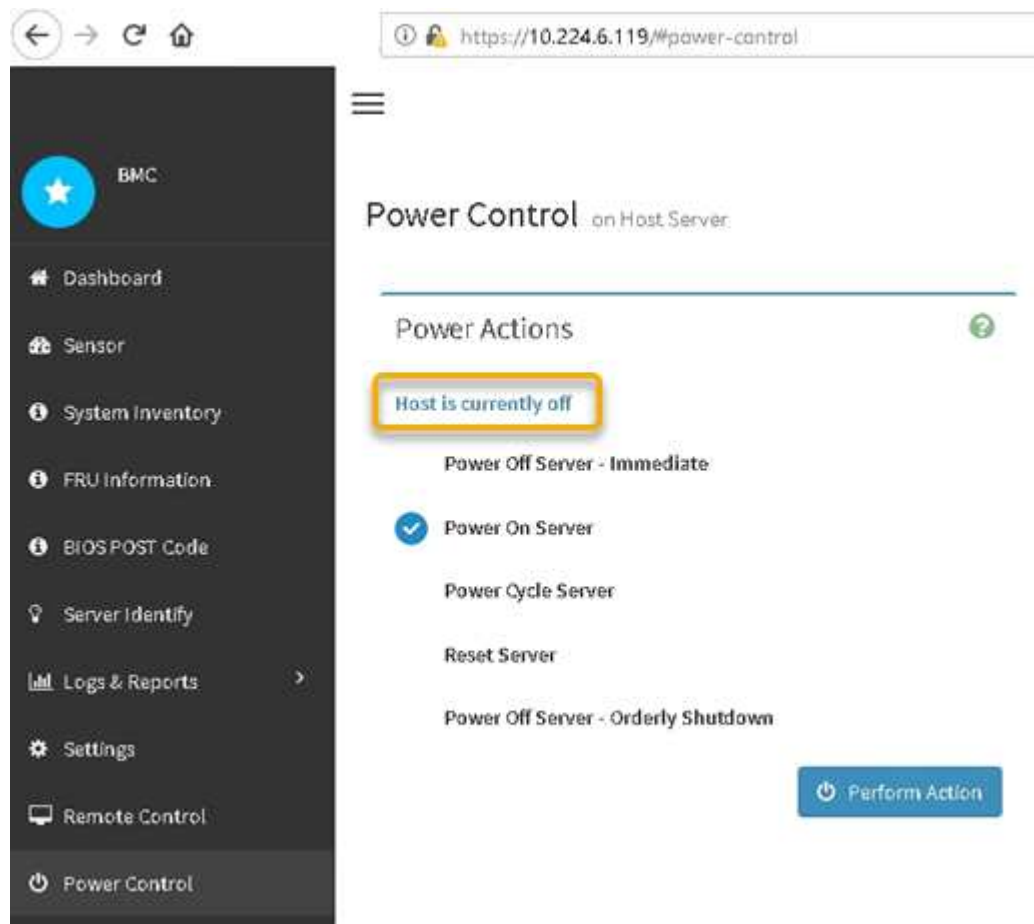 https://10.224.6.119/#power-control
BMC
Power Control on Host Server
Dashboard
Power Actions
Sensor
Host is currently off
System Inventory
Power Off Server - Immediate
FRU Information
Power On Server
BIOS POST Code
Power Cycle Server
Server Identify
Reset Server
Logs & Reports
Power Off Server - Orderly Shutdown
Settings
Perform Action
Remote Control
Power Control